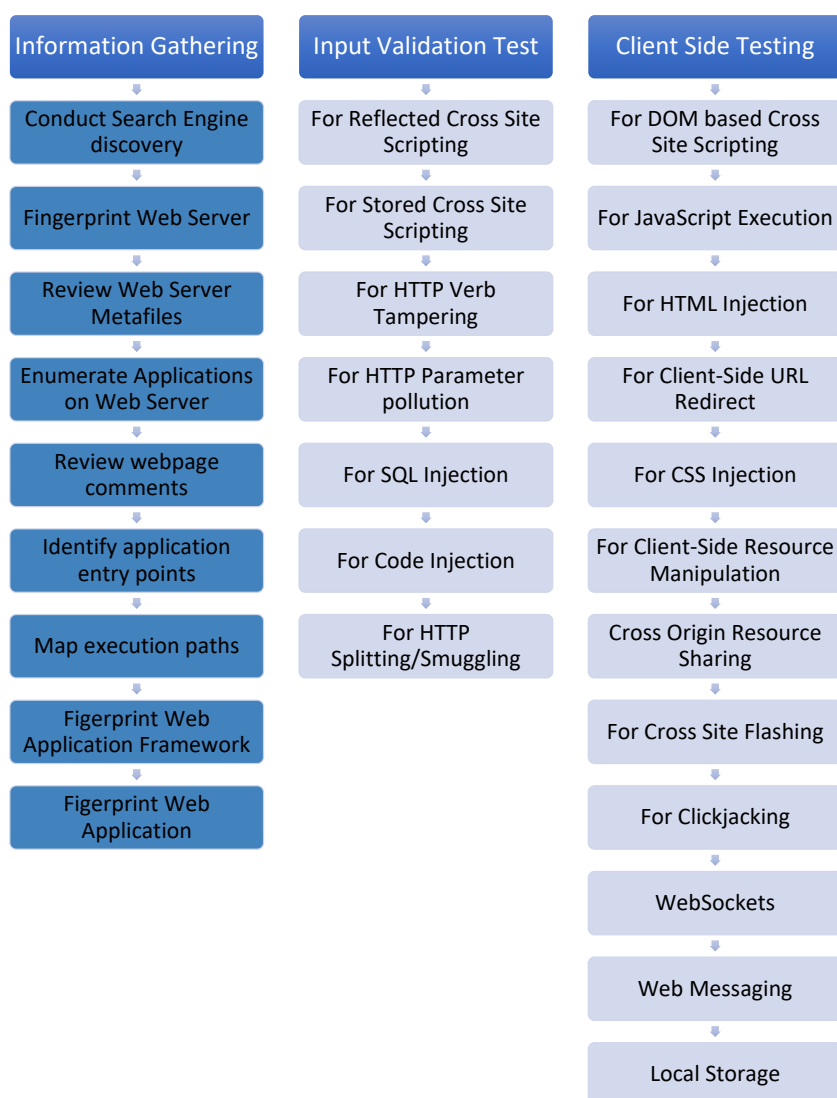 Information Gathering
Conduct Search Engine
discovery
Fingerprint Web Server
Review Web Server
Metafiles
Enumerate Applications
on Web Server
Review webpage
comments
Identify application
entry points
Map execution paths
Figerprint Web
Application Framework
Figerprint Web
Application
Input Validation Test
For Reflected Cross Site
Scripting
For Stored Cross Site
Scripting
For HTTP Verb
Tampering
For HTTP Parameter
pollution
For SQL Injection
For Code Injection
For HTTP
Splitting/Smuggling
Client Side Testing
For DOM based Cross
Site Scripting
For JavaScript Execution
For HTML Injection
For Client-Side URL
Redirect
For CSS Injection
For Client-Side Resource
Manipulation
Cross Origin Resource
Sharing
For Cross Site Flashing
For Clickjacking
WebSockets
Web Messaging
Local Storage